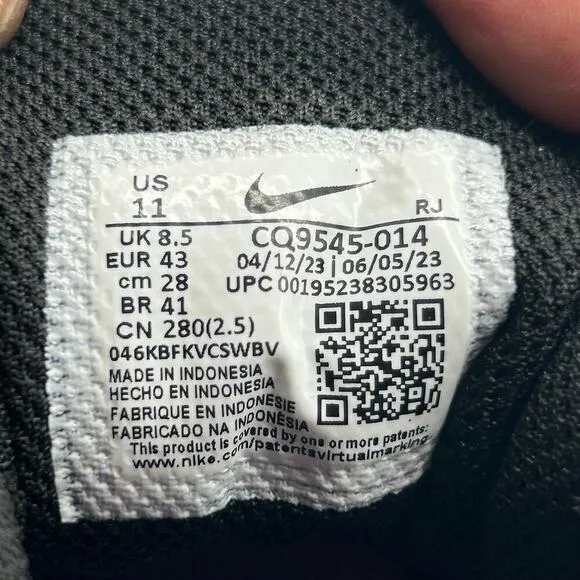 US
11
RJ
UK 8.5
EUR 43
cm 28
BR 41
CN 280(2.5)
CQ9545-014
04/12/23 | 06/05/23
UPC 00195238305963
046KBFKVCSWBV
MADE IN INDONESIA
HECHO EN INDONESIA
FABRIQUE EN INDONESIE
FABRICADO NA INDONÉSIA
This product is covered by one or more patents:
www.nike.com/patentsvirtualmarking